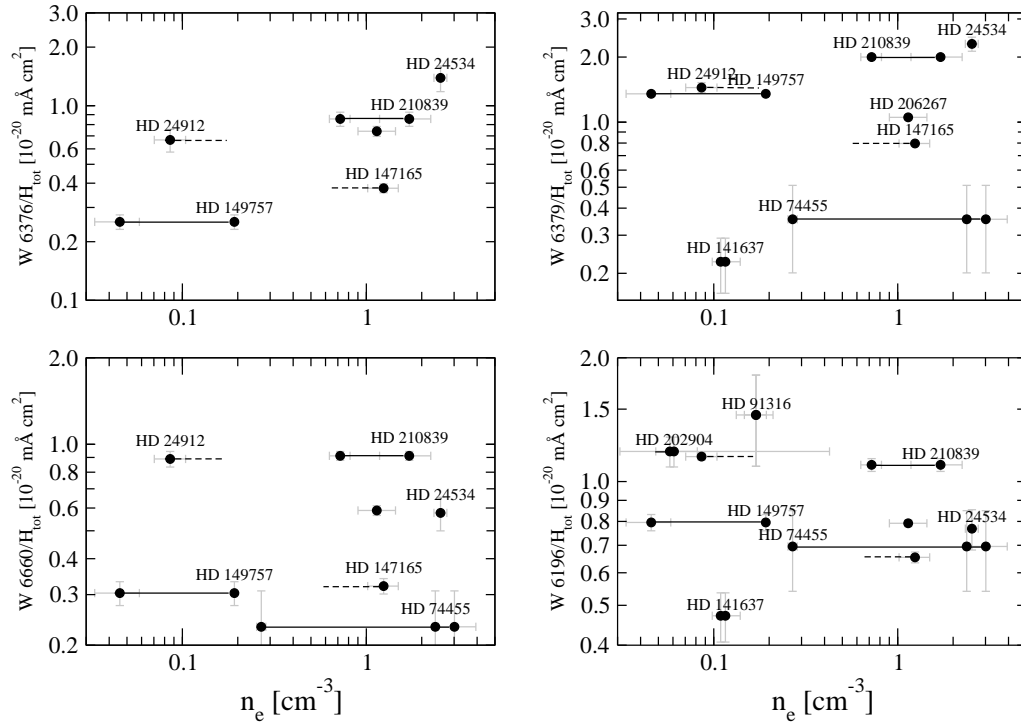 W 6376/H_tot [10^-20 mÅ cm^2]
3.0
2.0
1.0
0.8
0.6
0.4
0.2
0.1
HD 24534
HD 210839
HD 24912
HD 147165
HD 149757
0.1
1
W 6379/H_tot [10^-20 mÅ cm^2]
3.0
2.0
1.0
0.8
0.6
0.5
0.4
0.3
0.2
HD 24534
HD 210839
HD 24912
HD 149757
HD 206267
HD 147165
HD 74455
HD 141637
0.1
1
W 6660/H_tot [10^-20 mÅ cm^2]
2.0
1.0
0.9
0.8
0.6
0.5
0.4
0.3
0.2
HD 24912
HD 210839
HD 24534
HD 149757
HD 147165
HD 74455
0.1
1
n_e [cm^-3]
W 6196/H_tot [10^-20 mÅ cm^2]
2.0
1.5
1.0
0.9
0.8
0.7
0.6
0.5
0.4
HD 91316
HD 202904
HD 210839
HD 149757
HD 24534
HD 74455
HD 141637
0.1
1
n_e [cm^-3]